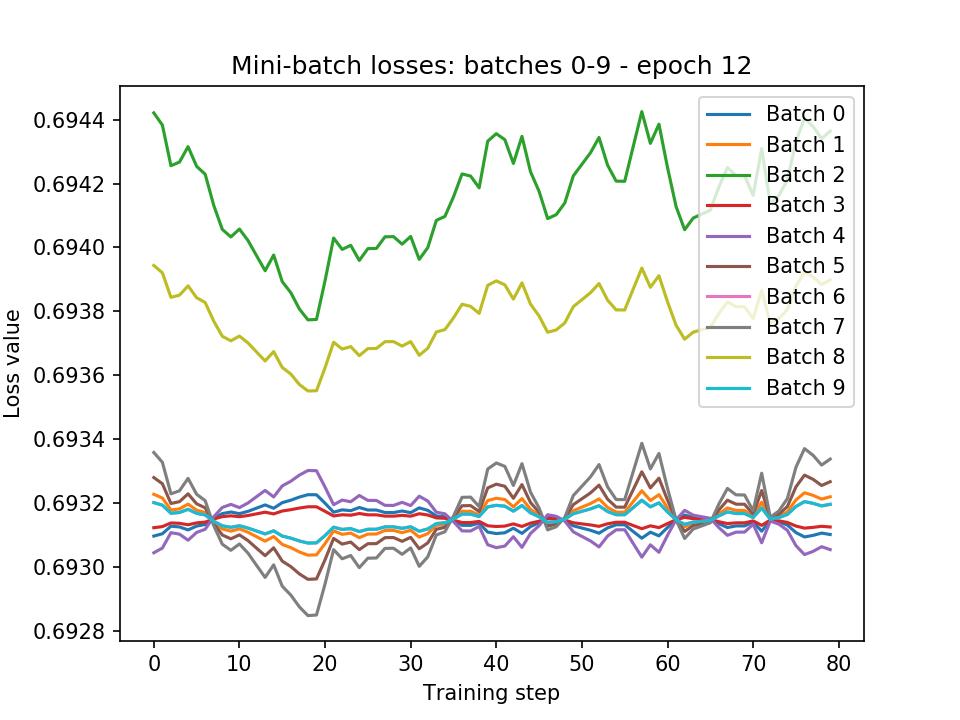 Mini-batch losses: batches 0-9 - epoch 12
0.6944
0.6942
0.6940
0.6938
0.6936
0.6934
0.6932
0.6930
0.6928
Loss value
0
10
20
30
40
50
60
70
80
Training step
Batch 0
Batch 1
Batch 2
Batch 3
Batch 4
Batch 5
Batch 6
Batch 7
Batch 8
Batch 9